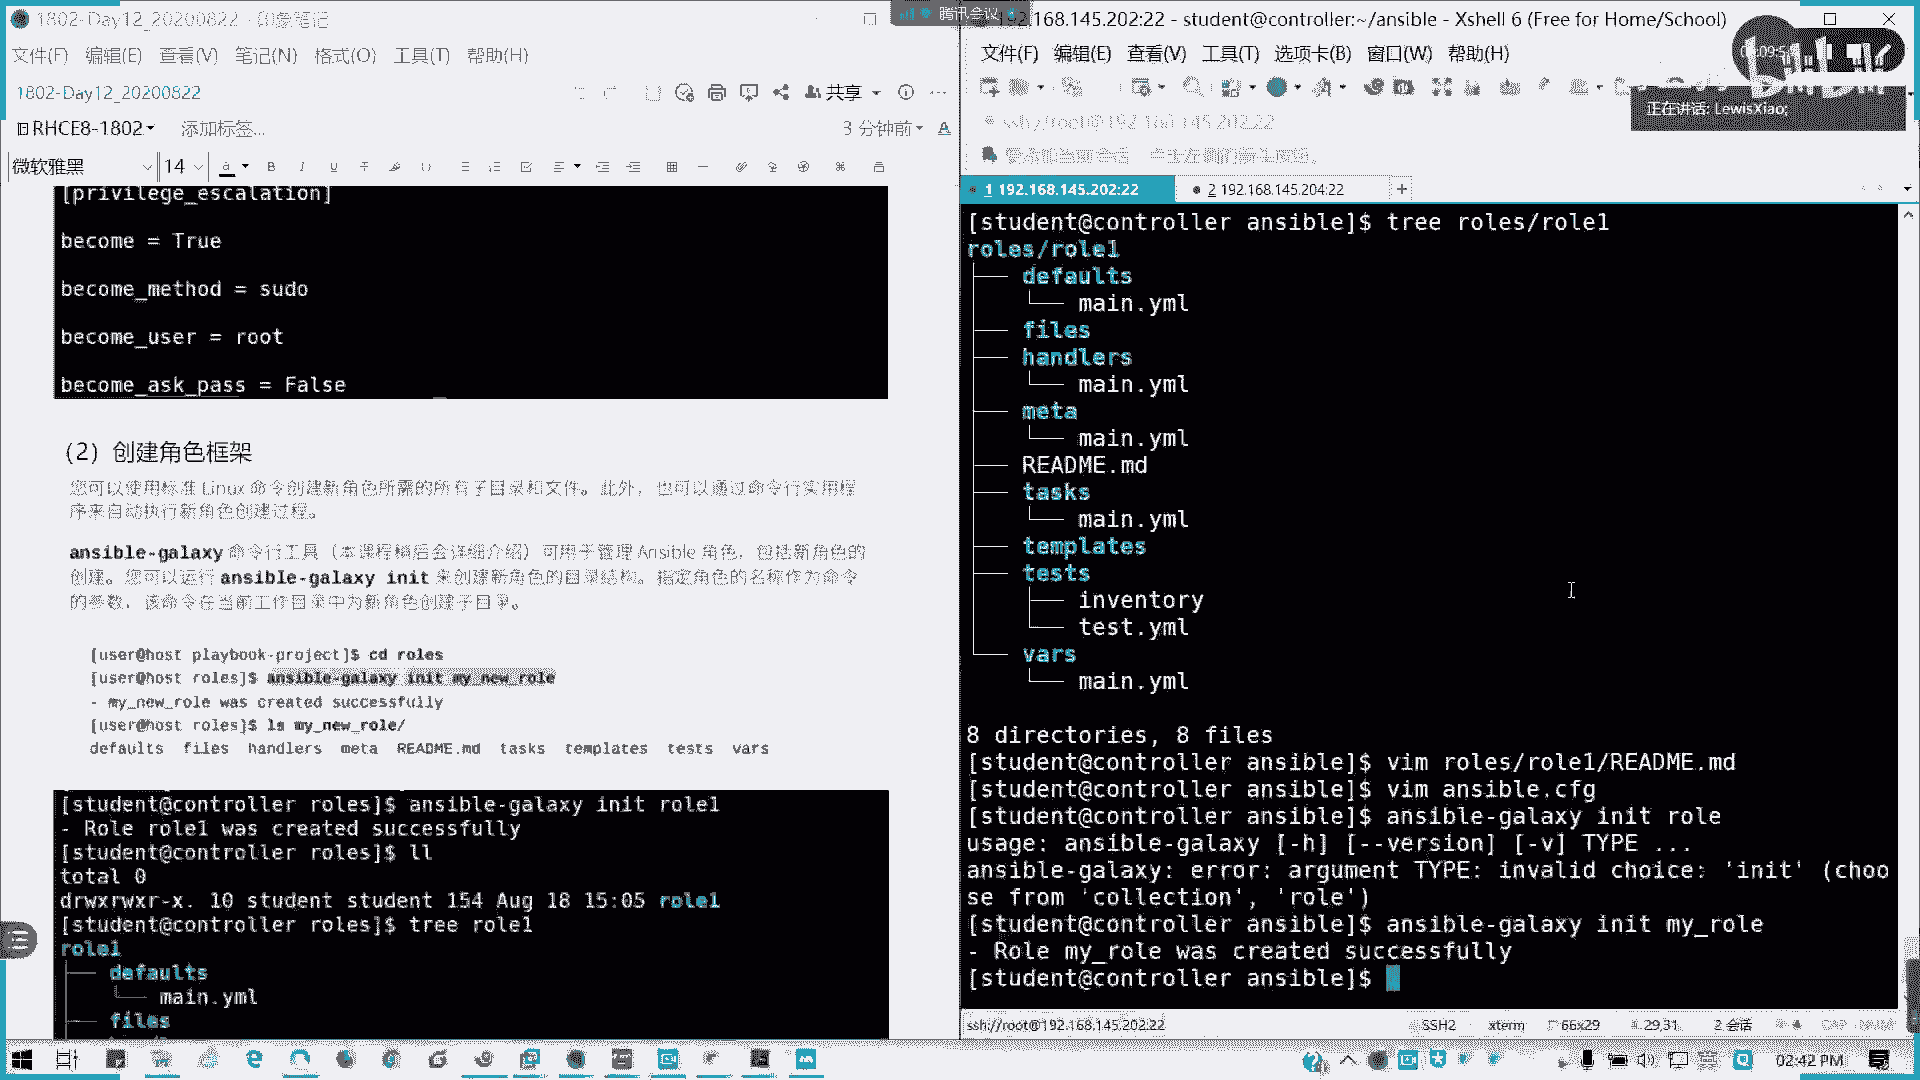 1802-Day12_20200822 - 印象笔记
文件(F) 编辑(E) 查看(V) 笔记(N) 格式(O) 工具(T) 帮助(H)
1802-Day12_20200822
共享
RHCE8-1802
添加标签...
3 分钟前
微软雅黑
14
[privilege_escalation]
become = True
become_method = sudo
become_user = root
become_ask_pass = False
（2）创建角色框架
您可以使用标准 Linux 命令创建新角色所需的所有子目录和文件。此外，也可以通过命令行实用程
序来自动执行新角色创建过程。
ansible-galaxy 命令行工具（本课程稍后会详细介绍）可用于管理 Ansible 角色，包括新角色的
创建。您可以运行 ansible-galaxy init 来创建新角色的目录结构。指定角色的名称作为命令
的参数，该命令在当前工作目录中为新角色创建子目录。
[user@host playbook-project]$ cd roles
[user@host roles]$ ansible-galaxy init my_new_role
- my_new_role was created successfully
[user@host roles]$ ls my_new_role/
defaults files handlers meta README.md tasks templates tests vars
[student@controller roles]$ ansible-galaxy init role1
- Role role1 was created successfully
[student@controller roles]$ ll
total 0
drwxrwxr-x. 10 student student 154 Aug 18 15:05 role1
[student@controller roles]$ tree role1
role1
├── defaults
│   └── main.yml
├── files
腾讯会议
.168.145.202:22 - student@controller:~/ansible - Xshell 6 (Free for Home/School)
文件(F) 编辑(E) 查看(V) 工具(T) 选项卡(B) 窗口(W) 帮助(H)
正在讲话: LewisXiao;
ssh://root@192.168.145.202:22
1 192.168.145.202:22
2 192.168.145.204:22
[student@controller ansible]$ tree roles/role1
roles/role1
├── defaults
│   └── main.yml
├── files
├── handlers
│   └── main.yml
├── meta
│   └── main.yml
├── README.md
├── tasks
│   └── main.yml
├── templates
├── tests
│   ├── inventory
│   └── test.yml
└── vars
    └── main.yml
8 directories, 8 files
[student@controller ansible]$ vim roles/role1/README.md
[student@controller ansible]$ vim ansible.cfg
[student@controller ansible]$ ansible-galaxy init role
usage: ansible-galaxy [-h] [--version] [-v] TYPE ...
ansible-galaxy: error: argument TYPE: invalid choice: 'init' (choo
se from 'collection', 'role')
[student@controller ansible]$ ansible-galaxy init my_role
- Role my_role was created successfully
[student@controller ansible]$
ssh://root@192.168.145.202:22
SSH2
xterm
66x29
29,31
2 会话
CAP NUM
02:42 PM